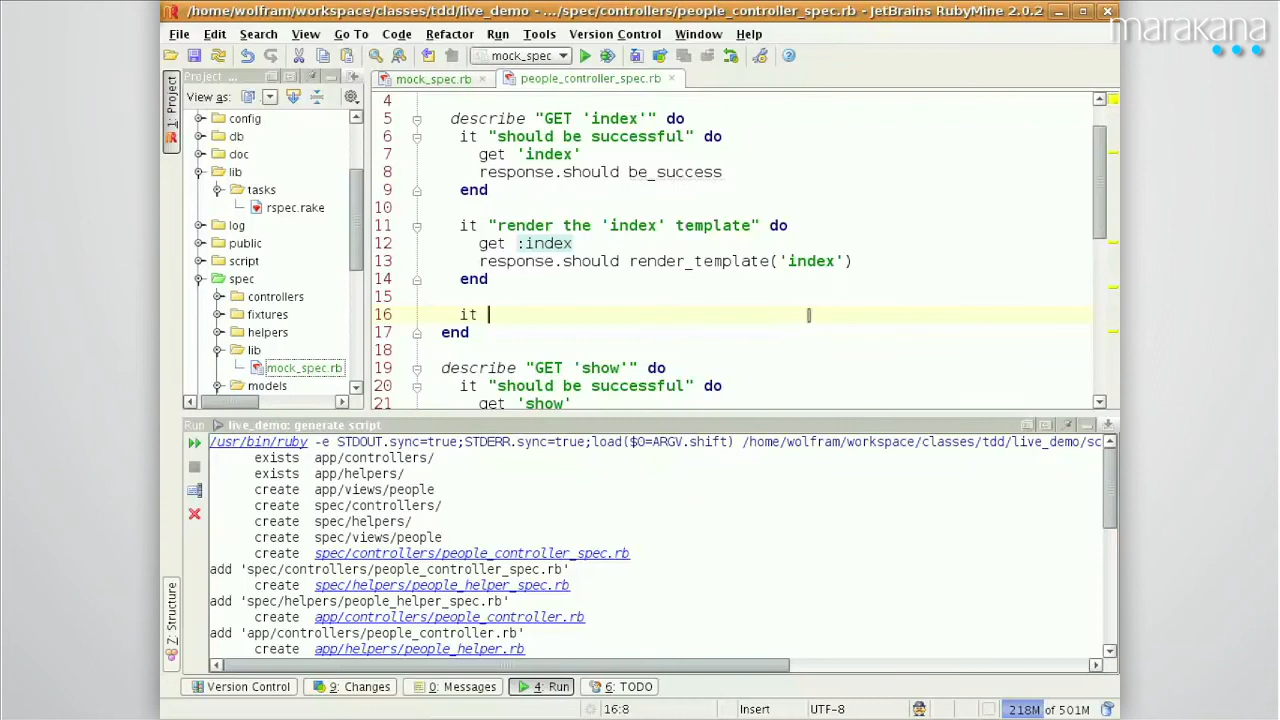 /home/wolfram/workspace/classes/tdd/live_demo - .../spec/controllers/people_controller_spec.rb - JetBrains RubyMine 2.0.2
marakana
File Edit Search View Go To Code Refactor Run Tools Version Control Window Help
mock_spec
Project ...
mock_spec.rb
people_controller_spec.rb
View as:
1: Project
config
db
doc
lib
tasks
rspec.rake
log
public
script
spec
controllers
fixtures
helpers
lib
mock_spec.rb
models
4
5 describe "GET 'index'" do
6 it "should be successful" do
7 get 'index'
8 response.should be_success
9 end
10
11 it "render the 'index' template" do
12 get :index
13 response.should render_template('index')
14 end
15
16 it
17 end
18
19 describe "GET 'show'" do
20 it "should be successful" do
21 get 'show'
Run live_demo: generate script
/usr/bin/ruby -e STDOUT.sync=true;STDERR.sync=true;load($0=ARGV.shift) /home/wolfram/workspace/classes/tdd/live_demo/sc
exists app/controllers/
exists app/helpers/
create app/views/people
create spec/controllers/
create spec/helpers/
create spec/views/people
create spec/controllers/people_controller_spec.rb
add 'spec/controllers/people_controller_spec.rb'
create spec/helpers/people_helper_spec.rb
add 'spec/helpers/people_helper_spec.rb'
create app/controllers/people_controller.rb
add 'app/controllers/people_controller.rb'
create app/helpers/people_helper.rb
Z: Structure
Version Control 9: Changes 0: Messages 4: Run 6: TODO
16:8 Insert UTF-8 218M of 501M